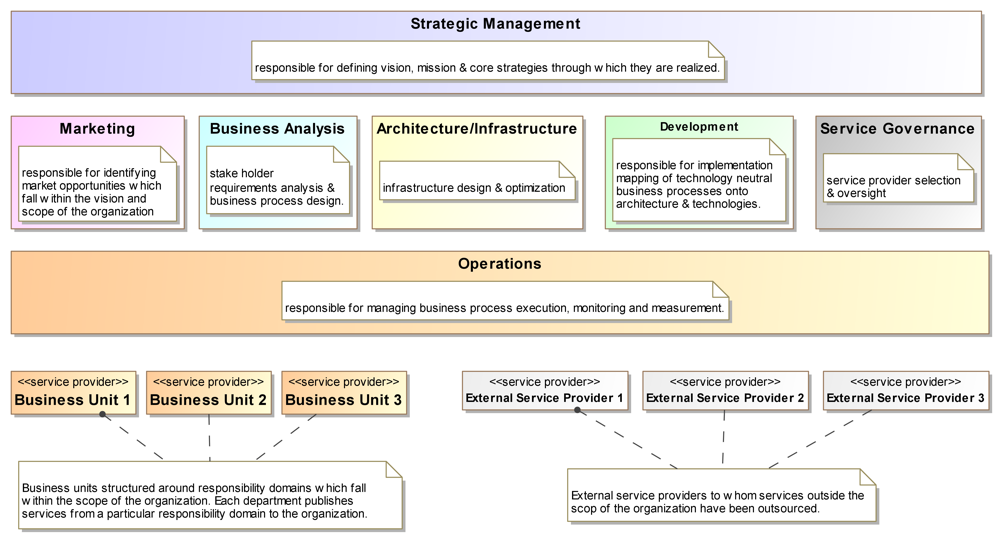 Strategic Management
responsible for defining vision, mission & core strategies through which they are realized.
Marketing
responsible for identifying
market opportunities which
fall within the vision and
scope of the organization
Business Analysis
stake holder
requirements analysis &
business process design.
Architecture/Infrastructure
infrastructure design & optimization
Development
responsible for implementation
mapping of technology neutral
business processes onto
architecture & technologies.
Service Governance
service provider selection
& oversight
Operations
responsible for managing business process execution, monitoring and measurement.
<<service provider>>
Business Unit 1
<<service provider>>
Business Unit 2
<<service provider>>
Business Unit 3
<<service provider>>
External Service Provider 1
<<service provider>>
External Service Provider 2
<<service provider>>
External Service Provider 3
Business units structured around responsibility domains which fall
within the scope of the organization. Each department publishes
services from a particular responsibility domain to the organization.
External service providers to whom services outside the
scop of the organization have been outsourced.